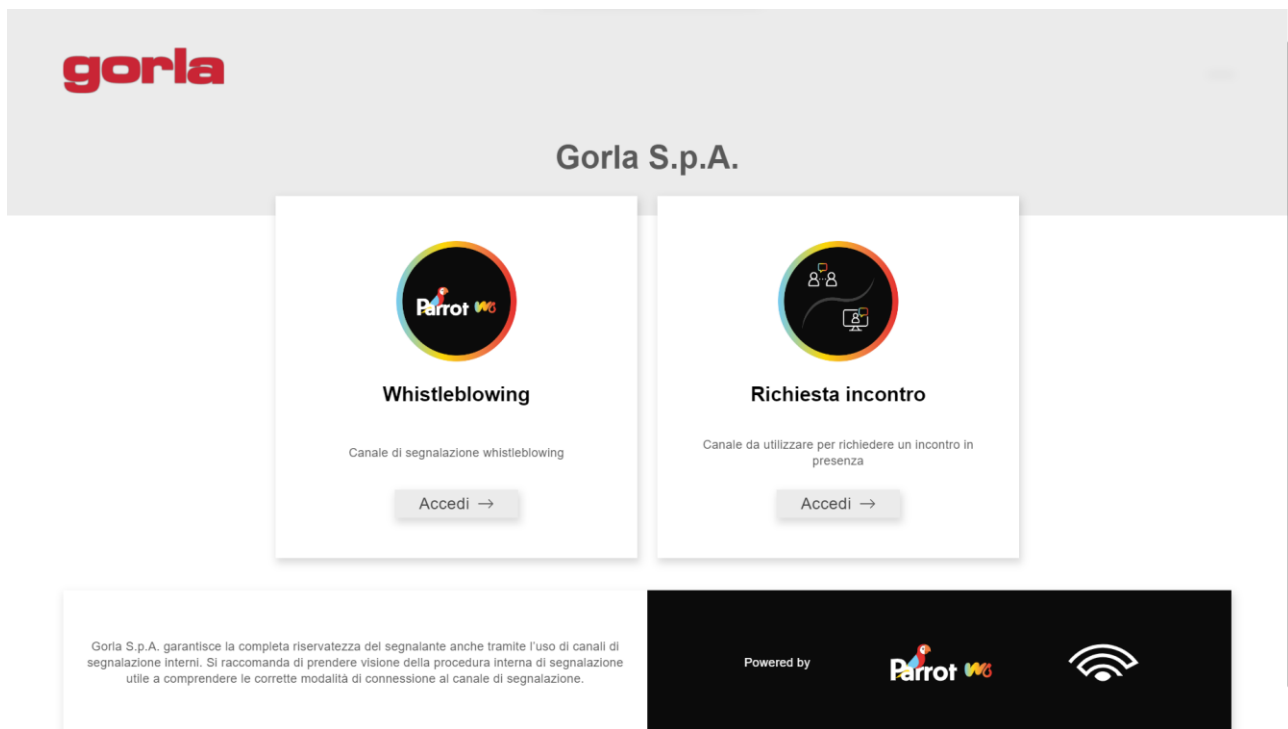 gorla
Gorla S.p.A.
Parrot WB
Whistleblowing
Canale di segnalazione whistleblowing
Accedi →
Richiesta incontro
Canale da utilizzare per richiedere un incontro in
presenza
Accedi →
Gorla S.p.A. garantisce la completa riservatezza del segnalante anche tramite l'uso di canali di
segnalazione interni. Si raccomanda di prendere visione della procedura interna di segnalazione
utile a comprendere le corrette modalità di connessione al canale di segnalazione.
Powered by
Parrot WB